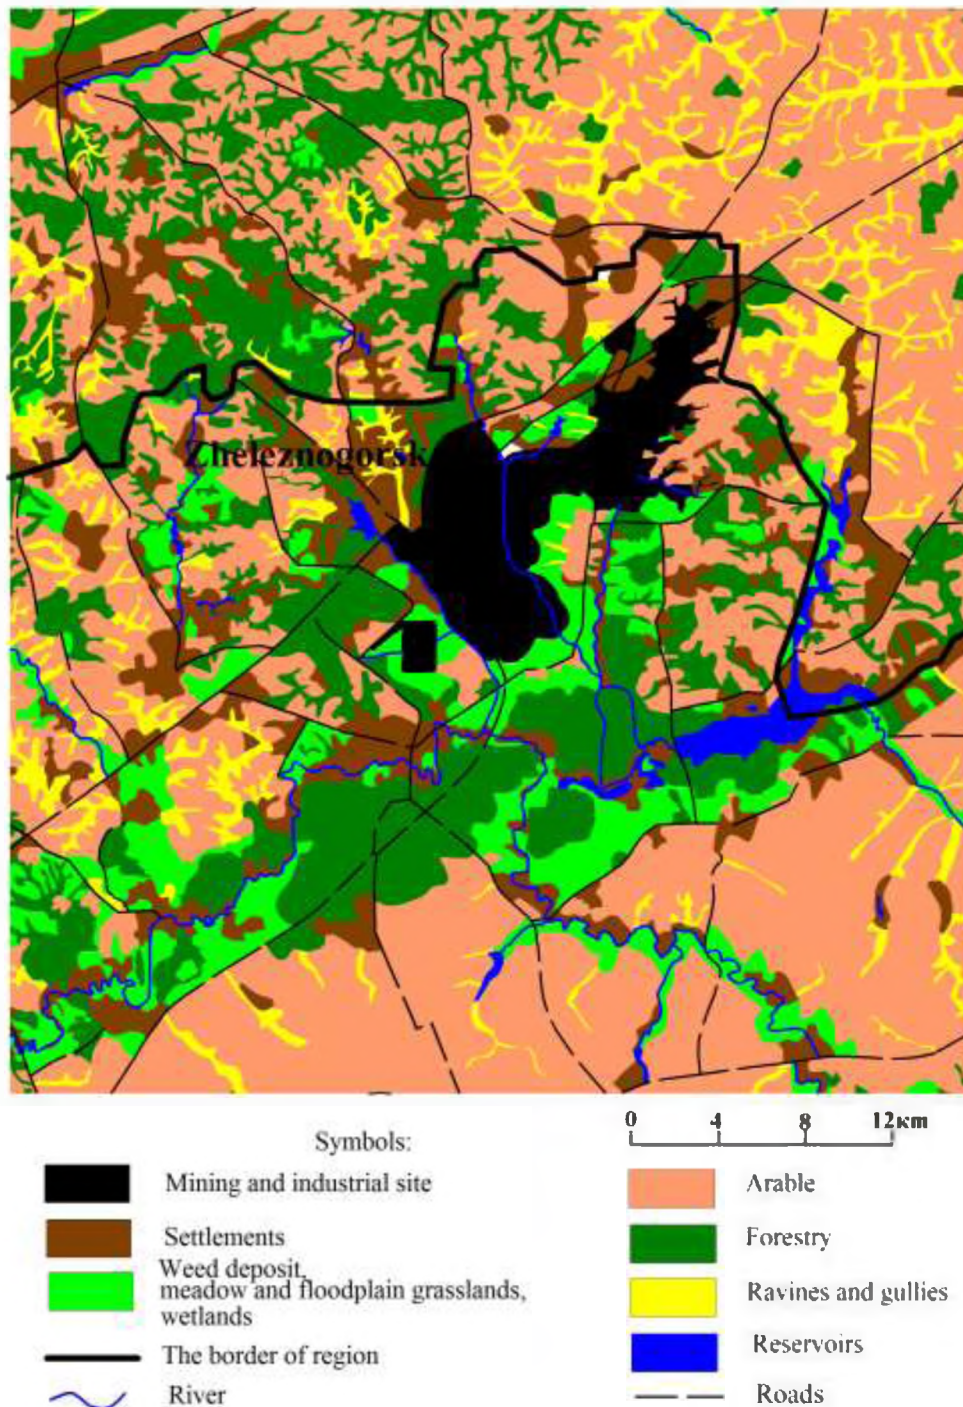 Zheleznogorsk
0 4 8 12км
Symbols:
Mining and industrial site
Arable
Settlements
Forestry
Weed deposit,
meadow and floodplain grasslands,
wetlands
Ravines and gullies
The border of region
Reservoirs
River
Roads